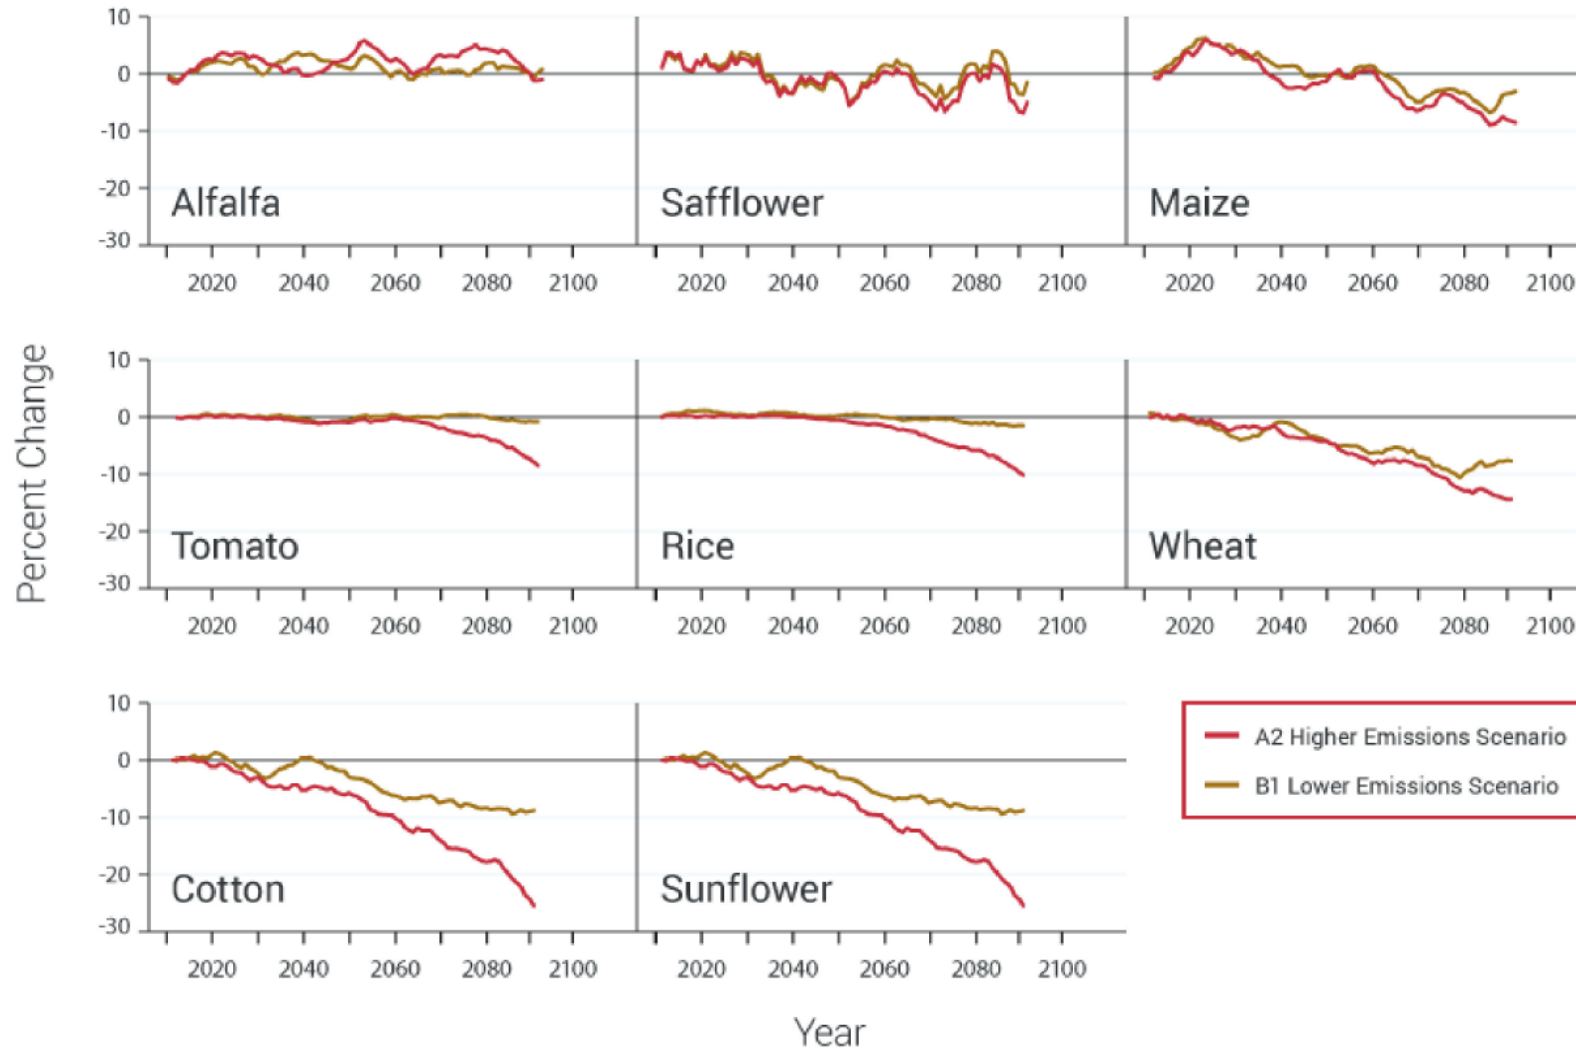 10
0
-10
-20
-30
Alfalfa
Safflower
Maize
2020 2040 2060 2080 2100 2020 2040 2060 2080 2100 2020 2040 2060 2080 2100
Percent Change
10
0
-10
-20
-30
Tomato
Rice
Wheat
2020 2040 2060 2080 2100 2020 2040 2060 2080 2100 2020 2040 2060 2080 2100
10
0
-10
-20
-30
Cotton
Sunflower
A2 Higher Emissions Scenario
B1 Lower Emissions Scenario
2020 2040 2060 2080 2100 2020 2040 2060 2080 2100
Year